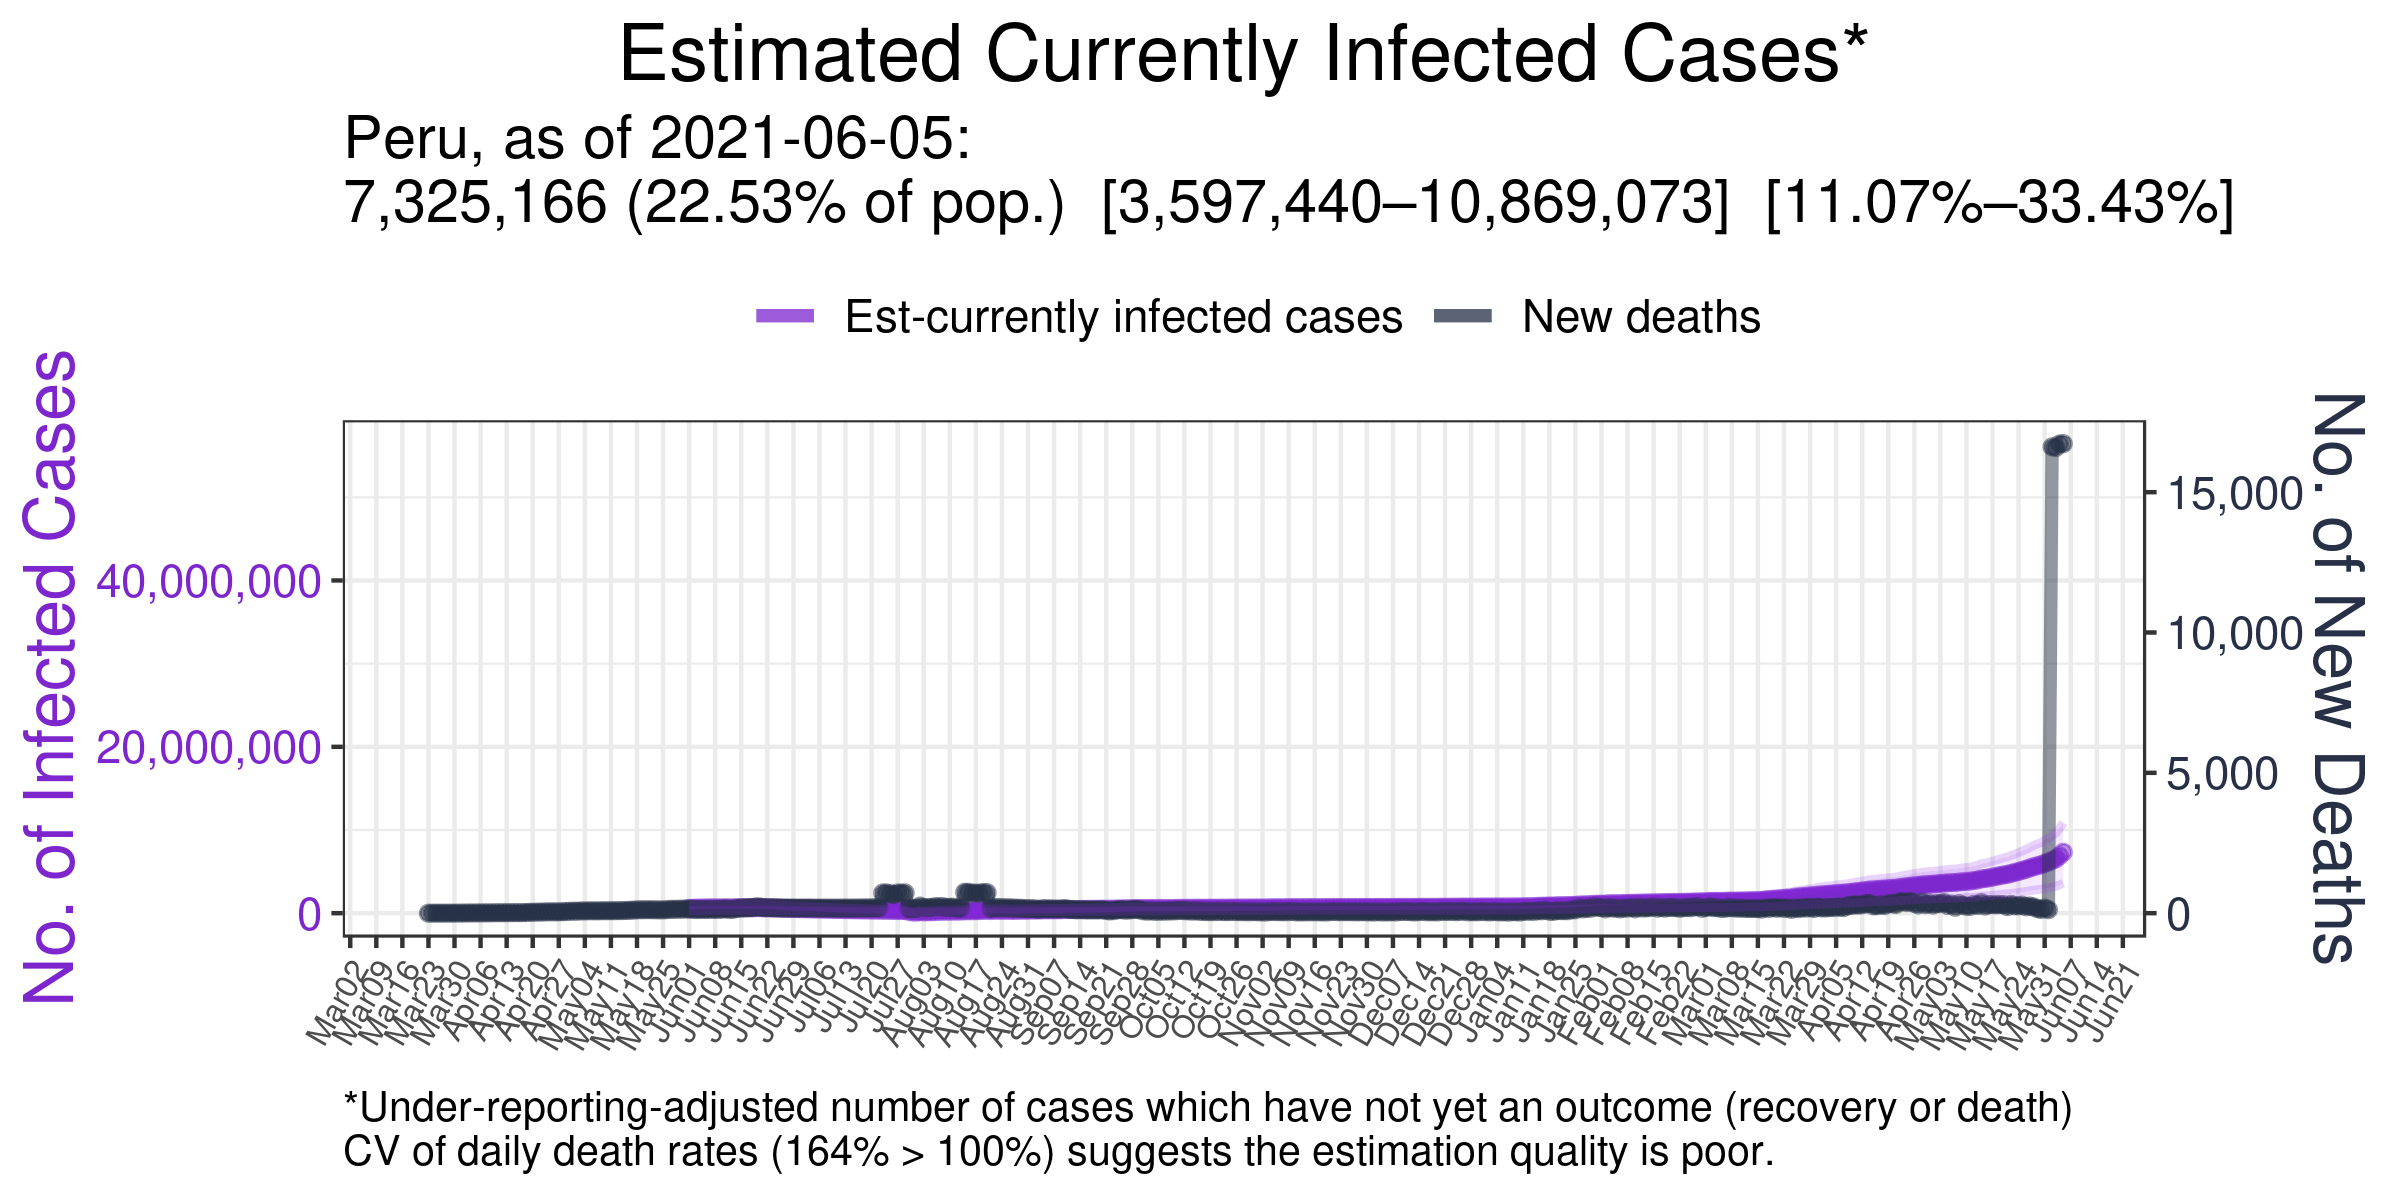 Estimated Currently Infected Cases*
Peru, as of 2021-06-05:
7,325,166 (22.53% of pop.) [3,597,440–10,869,073] [11.07%–33.43%]
Est-currently infected cases
New deaths
No. of Infected Cases
40,000,000
20,000,000
0
15,000
10,000
5,000
0
No. of New Deaths
Mar02
Mar09
Mar16
Mar23
Mar30
Apr06
Apr13
Apr20
Apr27
May04
May11
May18
May25
Jun01
Jun08
Jun15
Jun22
Jun29
Jul06
Jul13
Jul20
Jul27
Aug03
Aug10
Aug17
Aug24
Aug31
Sep07
Sep14
Sep21
Sep28
Oct05
Oct12
Oct19
Oct26
Nov02
Nov09
Nov16
Nov23
Nov30
Dec07
Dec14
Dec21
Dec28
Jan04
Jan11
Jan18
Jan25
Feb01
Feb08
Feb15
Feb22
Mar01
Mar08
Mar15
Mar22
Mar29
Apr05
Apr12
Apr19
Apr26
May03
May10
May17
May24
May31
Jun07
Jun14
Jun21
*Under-reporting-adjusted number of cases which have not yet an outcome (recovery or death)
CV of daily death rates (164% > 100%) suggests the estimation quality is poor.